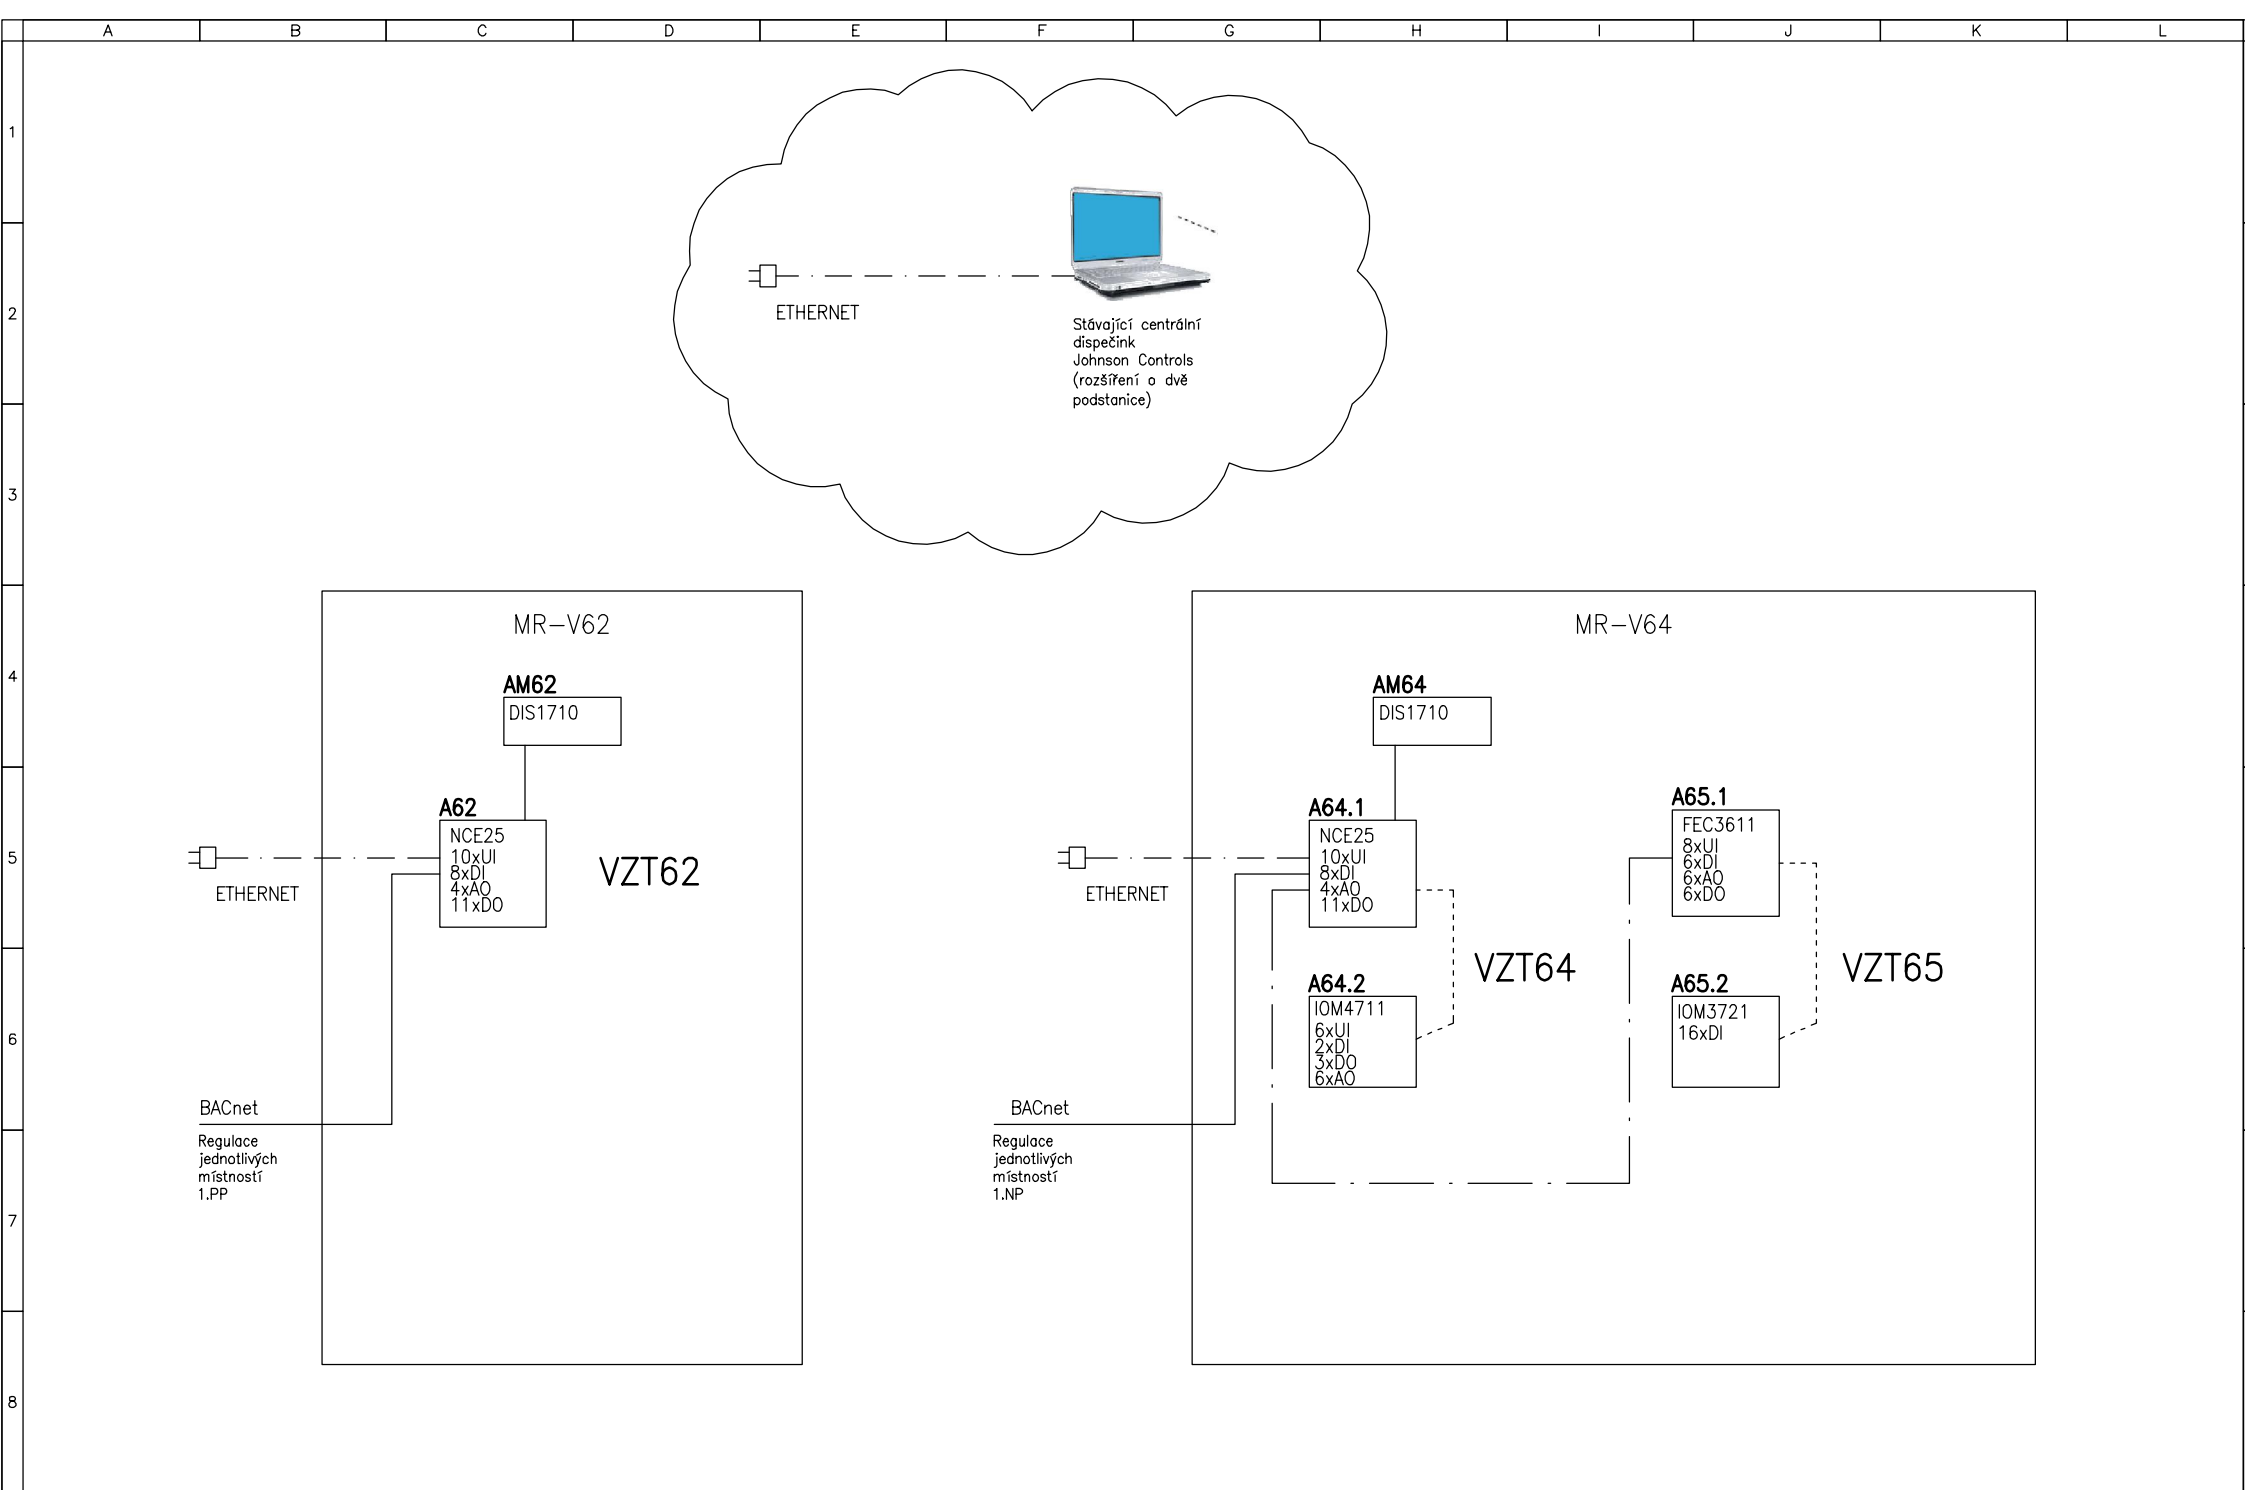 A B C D E F G H I J K L
1
2
3
4
5
6
7
8
ETHERNET
Stávající centrální
dispečink
Johnson Controls
(rozšíření o dvě
podstanice)
MR-V62
AM62
DIS1710
A62
NCE25
10xUI
8xDI
4xAO
11xDO
VZT62
ETHERNET
BACnet
Regulace
jednotlivých
místností
1.PP
MR-V64
AM64
DIS1710
A64.1
NCE25
10xUI
8xDI
4xAO
11xDO
ETHERNET
A64.2
IOM4711
6xUI
2xDI
3xDO
6xAO
VZT64
A65.1
FEC3611
8xUI
6xDI
6xAO
6xDO
A65.2
IOM3721
16xDI
VZT65
BACnet
Regulace
jednotlivých
místností
1.NP